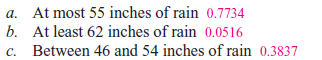 a. At most 55 inches of rain 0.7734
b. At least 62 inches of rain 0.0516
c. Between 46 and 54 inches of rain 0.3837